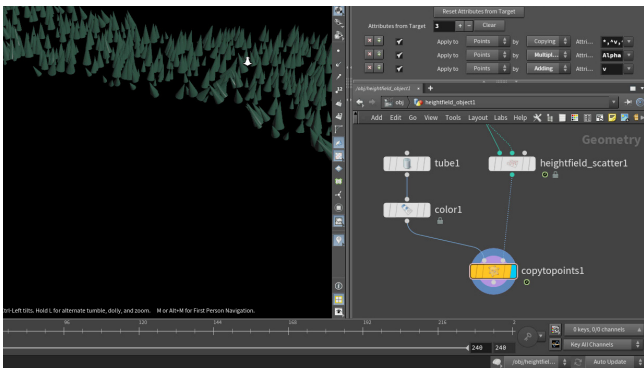 Reset Attributes from Target
Attributes from Target 3 + − Clear
Apply to Points by Copying Attri... *,^v,
Apply to Points by Multipl... Attri... Alpha
Apply to Points by Adding Attri... v
/obj/heightfield_object1 × +
obj heightfield_object1
Add Edit Go View Tools Layout Labs Help
Geometry
tube1
heightfield_scatter1
color1
copytopoints1
trl-Left tilts. Hold L for alternate tumble, dolly, and zoom. M or Alt+M for First Person Navigation.
96 120 144 168 192 216 2
240 240
0 keys, 0/0 channels
Key All Channels
/obj/heightfiel... Auto Update